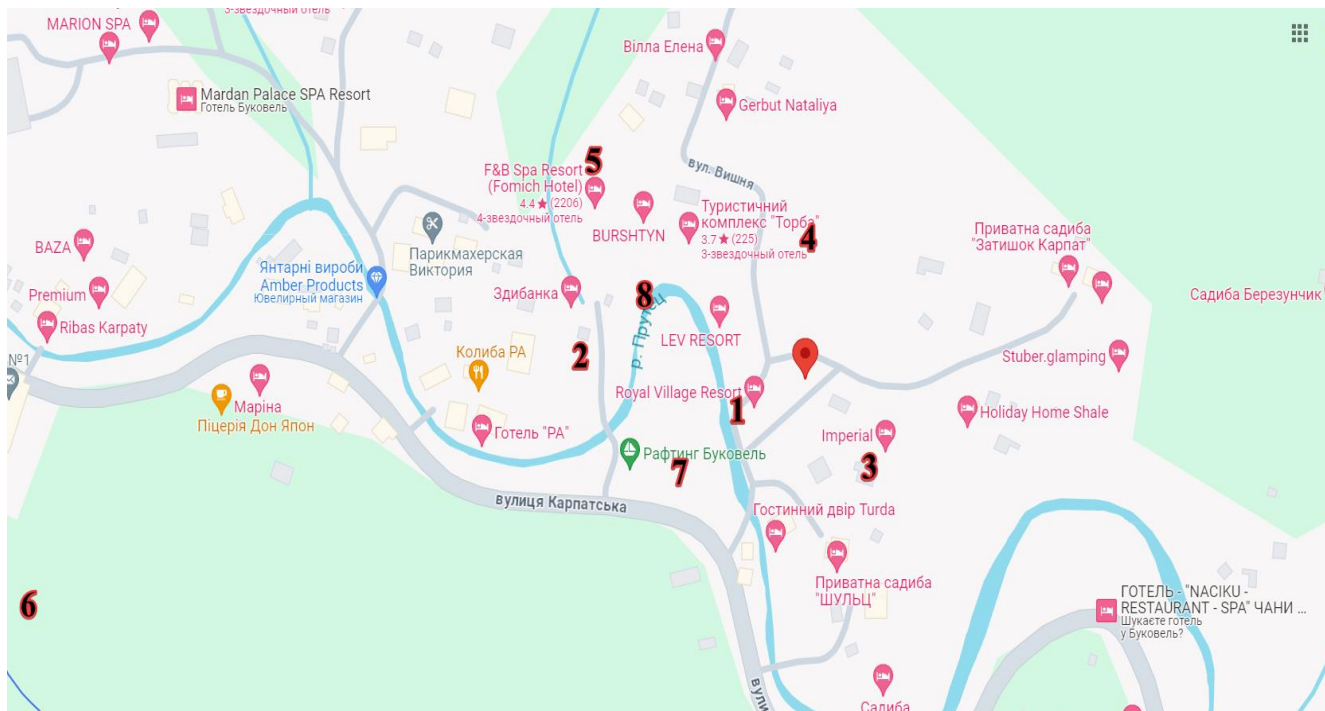 3-звездочный отель
MARION SPA
Вілла Елена
Mardan Palace SPA Resort
Готель Буковель
Gerbut Nataliya
5
F&B Spa Resort
(Fomich Hotel)
4.4★(2206)
4-звездочный отель
вул. Вишня
BURSHTYN
Туристичний
комплекс "Торба"
3.7★(225)
3-звездочный отель
4
Приватна садиба
"Затишок Карпат"
BAZA
Парикмахерская
Виктория
Янтарні вироби
Amber Products
Ювелирный магазин
Здибанка
8
р. Прутец
Premium
Ribas Karpaty
LEV RESORT
Садиба Березунчик
№1
Колиба РА
2
Stuber.glamping
Royal Village Resort
1
Маріна
Піцерія Дон Япон
Готель "РА"
Imperial
Holiday Home Shale
Рафтинг Буковель
7
3
вулиця Карпатська
Гостинний двір Turda
Приватна садиба
"ШУЛЬЦ"
6
ГОТЕЛЬ - "NACIKU -
RESTAURANT - SPA" ЧАНИ ...
Шукаєте готель
у Буковель?
Садиба